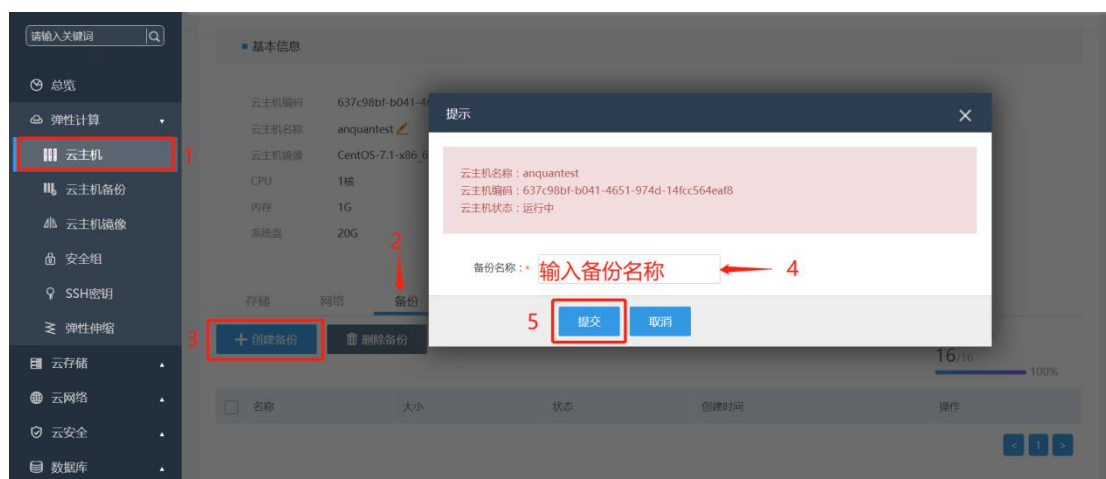 请输入关键词
总览
弹性计算
云主机
1
云主机备份
云主机镜像
安全组
SSH密钥
弹性伸缩
云存储
云网络
云安全
数据库
基本信息
云主机编码 637c98bf-b041-4
云主机名称 anquantest
云主机镜像 CentOS-7.1-x86_6
CPU 1核
内存 1G
系统盘 20G
2
存储 网络 备份
3
创建备份 删除备份
提示
云主机名称：anquantest
云主机编码：637c98bf-b041-4651-974d-14fcc564eaf8
云主机状态：运行中
备份名称：* 输入备份名称 4
5 提交 取消
16/16
100%
名称 大小 状态 创建时间 操作
< 1 >